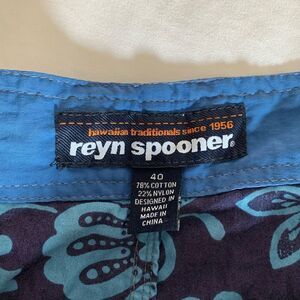 hawaiian traditionals since 1956
reyn spooner®
40
78% COTTON
22% NYLON
DESIGNED IN
HAWAII
MADE IN
CHINA